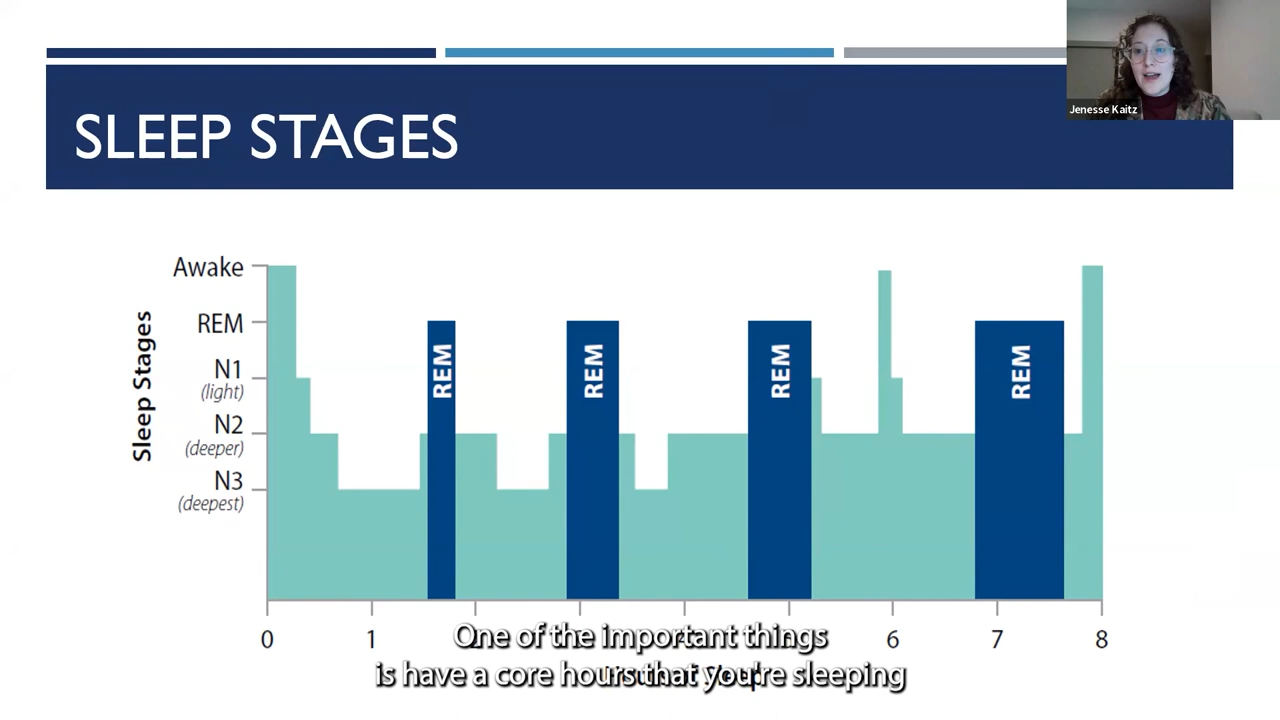 Jenesse Kaitz
SLEEP STAGES
Sleep Stages
Awake
REM
N1
(light)
N2
(deeper)
N3
(deepest)
REM
REM
REM
REM
0 1 6 7 8
One of the important things
is have a core hours that you're sleeping